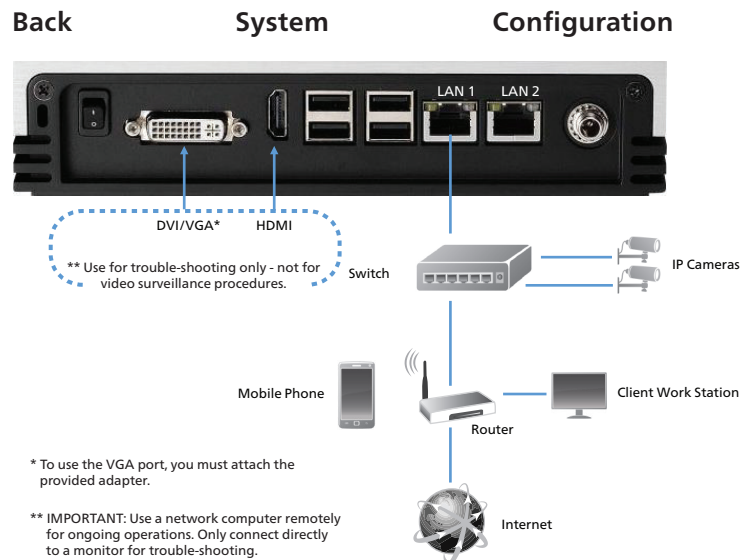 Back System Configuration
LAN 1 LAN 2
DVI/VGA* HDMI
** Use for trouble-shooting only - not for
video surveillance procedures.
Switch
IP Cameras
Mobile Phone
Client Work Station
Router
* To use the VGA port, you must attach the
provided adapter.
** IMPORTANT: Use a network computer remotely
for ongoing operations. Only connect directly
to a monitor for trouble-shooting.
Internet